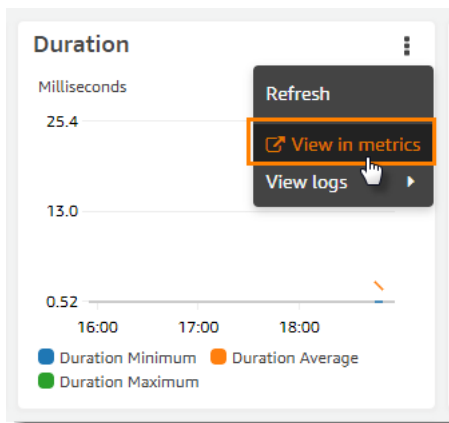 Duration
Milliseconds
Refresh
25.4
View in metrics
View logs
13.0
0.52
16:00 17:00 18:00
Duration Minimum Duration Average
Duration Maximum